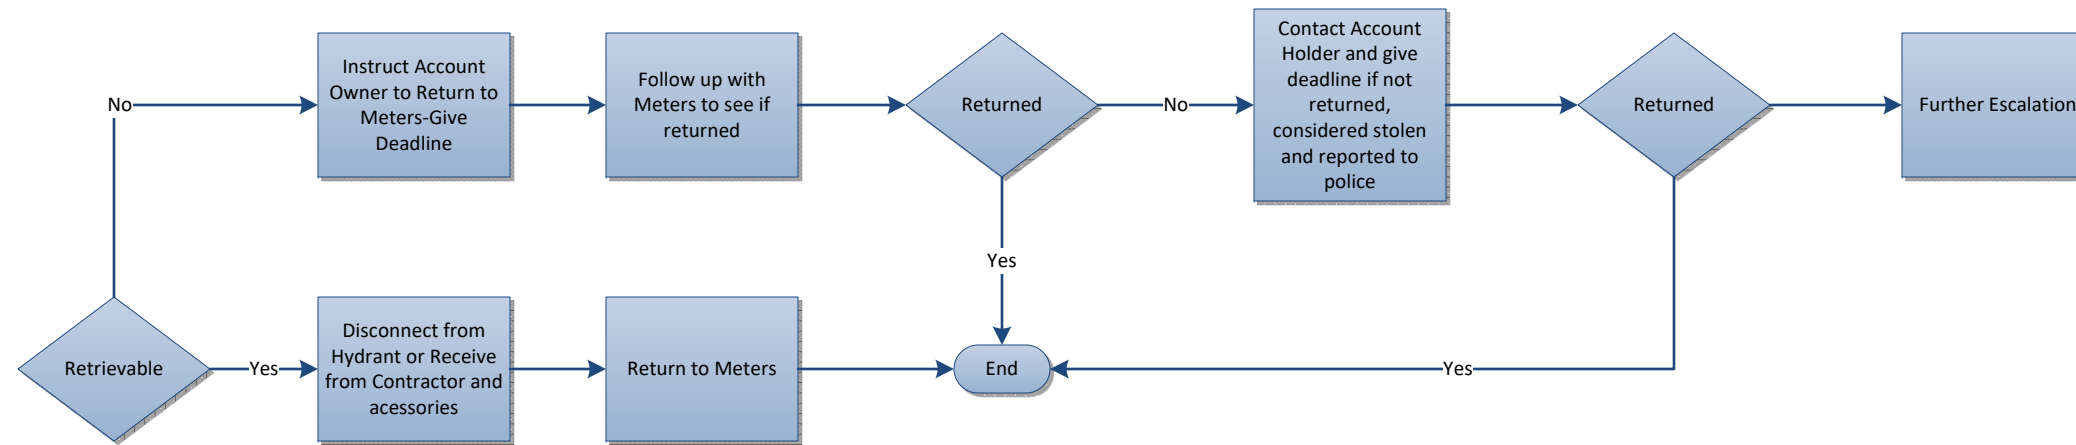 No
Instruct Account
Owner to Return to
Meters-Give
Deadline
Follow up with
Meters to see if
returned
Returned
No
Contact Account
Holder and give
deadline if not
returned,
considered stolen
and reported to
police
Returned
Further Escalation
Yes
Retrievable
Yes
Disconnect from
Hydrant or Receive
from Contractor and
acessories
Return to Meters
End
Yes